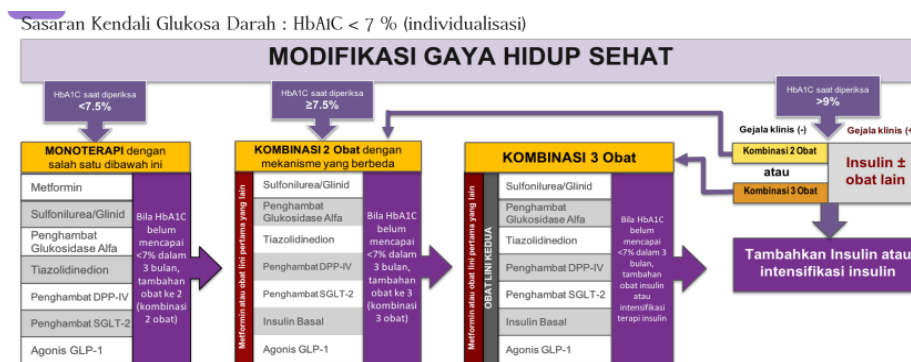 Sasaran Kendali Glukosa Darah : HbA1C < 7 % (individualisasi)
MODIFIKASI GAYA HIDUP SEHAT
HbA1C saat diperiksa
<7.5%
HbA1C saat diperiksa
≥7.5%
HbA1C saat diperiksa
>9%
MONOTERAPI dengan
salah satu dibawah ini
Metformin
Sulfonilurea/Glinid
Penghambat
Glukosidase Alfa
Tiazolidinedion
Penghambat DPP-IV
Penghambat SGLT-2
Agonis GLP-1
Bila HbA1C
belum
mencapai
<7% dalam
3 bulan,
tambahan
obat ke 2
(kombinasi
2 obat)
KOMBINASI 2 Obat dengan
mekanisme yang berbeda
Metformin atau obat lini pertama yang lain
Sulfonilurea/Glinid
Penghambat
Glukosidase Alfa
Tiazolidinedion
Penghambat DPP-IV
Penghambat SGLT-2
Insulin Basal
Agonis GLP-1
Bila HbA1C
belum
mencapai
<7% dalam
3 bulan,
tambahan
obat ke 3
(kombinasi
3 obat)
KOMBINASI 3 Obat
Metformin atau obat lini pertama yang lain
OBAT LINI KEDUA
Sulfonilurea/Glinid
Penghambat
Glukosidase Alfa
Tiazolidinedion
Penghambat DPP-IV
Penghambat SGLT-2
Insulin Basal
Agonis GLP-1
Bila HbA1C
belum
mencapai
<7% dalam 3
bulan,
tambahan
obat insulin
atau
intensifikasi
terapi insulin
Gejala klinis (-)
Gejala klinis (+
Kombinasi 2 Obat
atau
Kombinasi 3 Obat
Insulin ±
obat lain
Tambahkan Insulin atau
intensifikasi insulin